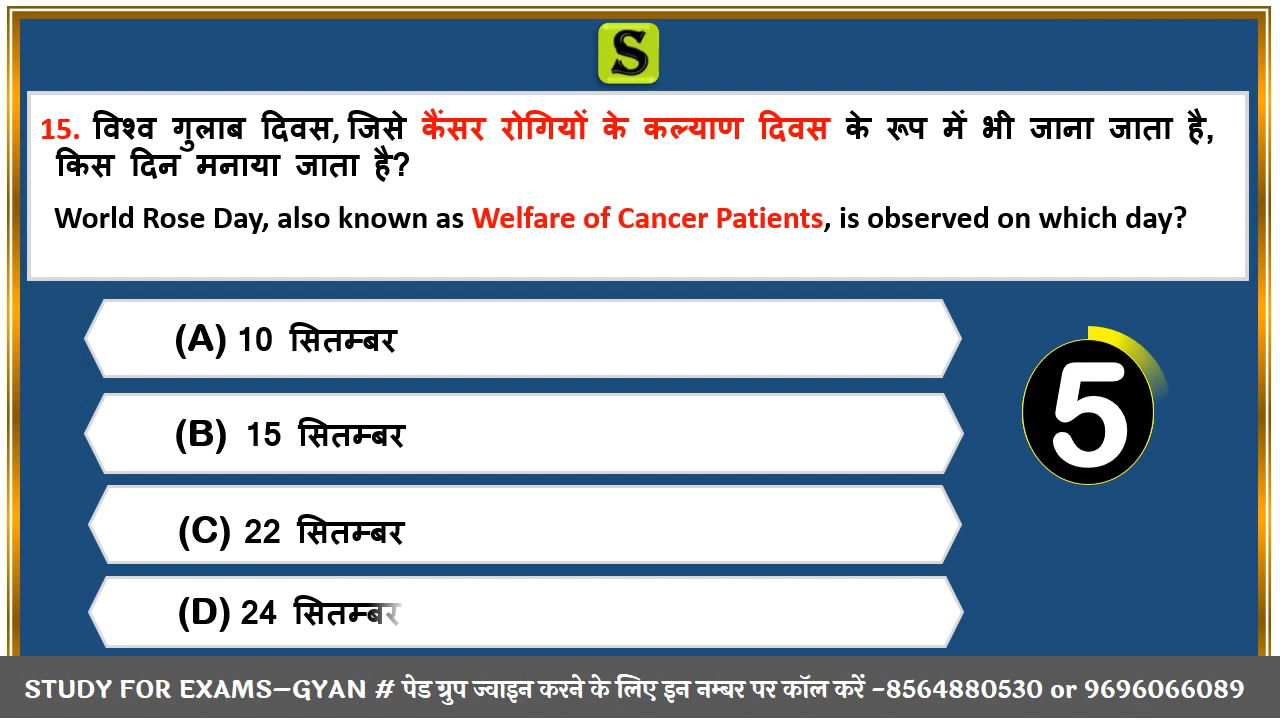 S
15. विश्व गुलाब दिवस, जिसे कैंसर रोगियों के कल्याण दिवस के रूप में भी जाना जाता है,
किस दिन मनाया जाता है?
World Rose Day, also known as Welfare of Cancer Patients, is observed on which day?
(A) 10 सितम्बर
(B) 15 सितम्बर
5
(C) 22 सितम्बर
(D) 24 सितम्बर
STUDY FOR EXAMS–GYAN # पेड ग्रुप ज्वाइन करने के लिए इन नम्बर पर कॉल करें -8564880530 or 9696066089